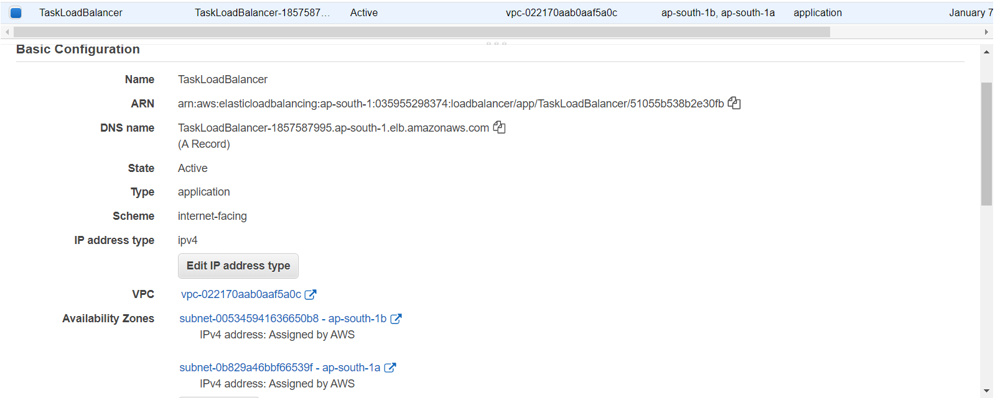 TaskLoadBalancer TaskLoadBalancer-1857587… Active vpc-022170aab0aaf5a0c ap-south-1b, ap-south-1a application January 7
Basic Configuration
Name TaskLoadBalancer
ARN arn:aws:elasticloadbalancing:ap-south-1:035955298374:loadbalancer/app/TaskLoadBalancer/51055b538b2e30fb
DNS name TaskLoadBalancer-1857587995.ap-south-1.elb.amazonaws.com
(A Record)
State Active
Type application
Scheme internet-facing
IP address type ipv4
Edit IP address type
VPC vpc-022170aab0aaf5a0c
Availability Zones subnet-005345941636650b8 - ap-south-1b
IPv4 address: Assigned by AWS
subnet-0b829a46bbf66539f - ap-south-1a
IPv4 address: Assigned by AWS